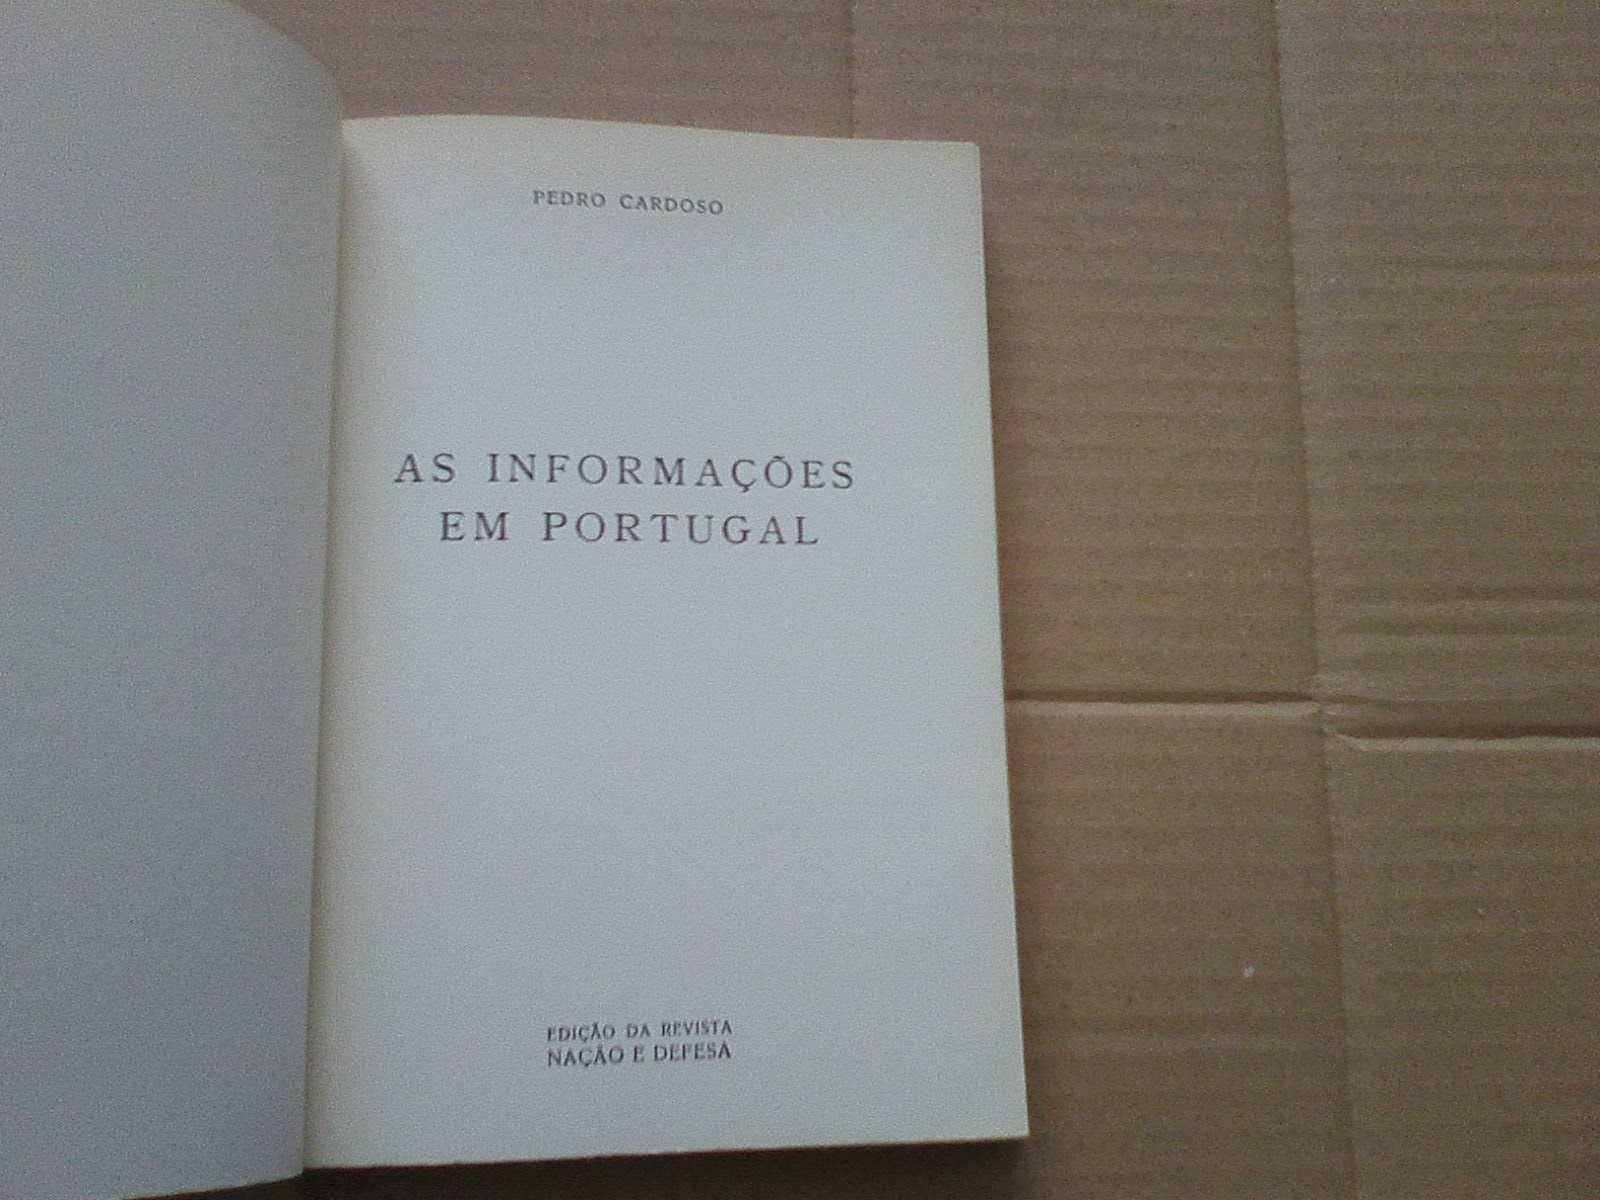 PEDRO CARDOSO
AS INFORMAÇÕES
EM PORTUGAL
EDIÇÃO DA REVISTA
NAÇÃO E DEFESA